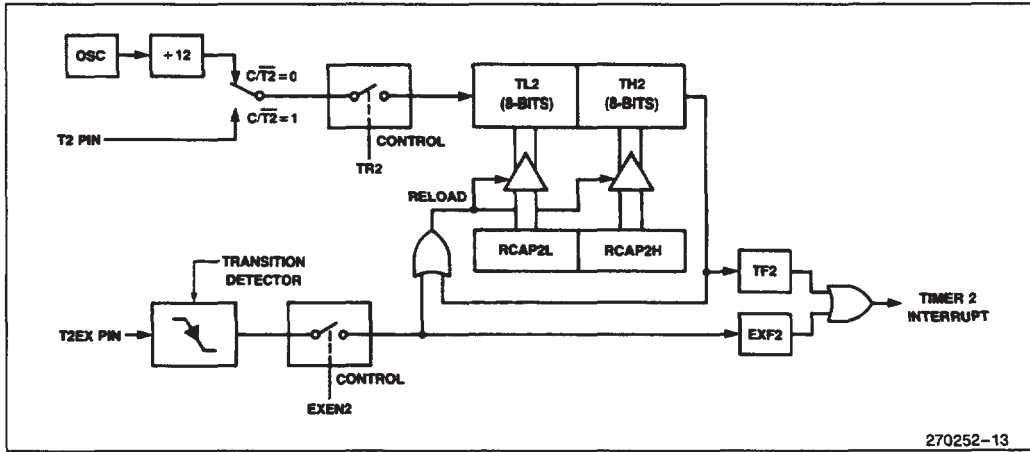 OSC
÷12
C/T2̅ = 0
C/T2̅ = 1
T2 PIN
CONTROL
TR2
TL2
(8-BITS)
TH2
(8-BITS)
RELOAD
RCAP2L
RCAP2H
TRANSITION
DETECTOR
T2EX PIN
CONTROL
EXEN2
TF2
EXF2
TIMER 2
INTERRUPT
270252–13